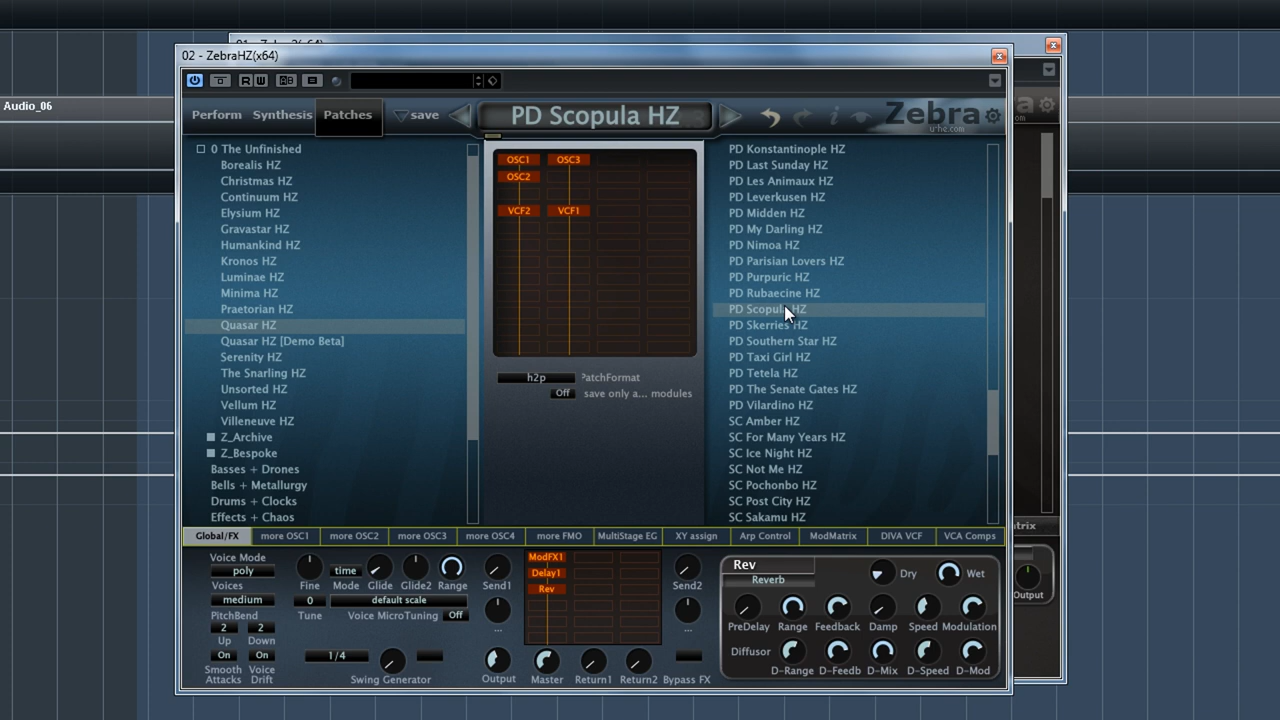 02 - ZebraHZ(x64)
Audio_06
R W
Perform Synthesis Patches save PD Scopula HZ Zebra
u-he.com
0 The Unfinished
Borealis HZ
Christmas HZ
Continuum HZ
Elysium HZ
Gravastar HZ
Humankind HZ
Kronos HZ
Luminae HZ
Minima HZ
Praetorian HZ
Quasar HZ
Quasar HZ [Demo Beta]
Serenity HZ
The Snarling HZ
Unsorted HZ
Vellum HZ
Villeneuve HZ
Z_Archive
Z_Bespoke
Basses + Drones
Bells + Metallurgy
Drums + Clocks
Effects + Chaos
OSC1 OSC3
OSC2
VCF2 VCF1
h2p PatchFormat
Off save only a... modules
PD Konstantinople HZ
PD Last Sunday HZ
PD Les Animaux HZ
PD Leverkusen HZ
PD Midden HZ
PD My Darling HZ
PD Nimoa HZ
PD Parisian Lovers HZ
PD Purpuric HZ
PD Rubaecine HZ
PD Scopula HZ
PD Skerries HZ
PD Southern Star HZ
PD Taxi Girl HZ
PD Tetela HZ
PD The Senate Gates HZ
PD Vilardino HZ
SC Amber HZ
SC For Many Years HZ
SC Ice Night HZ
SC Not Me HZ
SC Pochonbo HZ
SC Post City HZ
SC Sakamu HZ
Global/FX more OSC1 more OSC2 more OSC3 more OSC4 more FMO MultiStage EG XY assign Arp Control ModMatrix DIVA VCF VCA Comps
Voice Mode
poly
Voices
medium
PitchBend
2 2
Up Down
On On
Smooth Attacks Voice Drift
time
Fine Mode Glide Glide2 Range
0 default scale
Tune Voice MicroTuning Off
1/4
Swing Generator
Send1
...
Output
ModFX1
Delay1
Rev
Master Return1 Return2 Bypass FX
Send2
...
Rev
Reverb
Dry Wet
PreDelay Range Feedback Damp Speed Modulation
Diffusor
D-Range D-Feedb D-Mix D-Speed D-Mod
Output